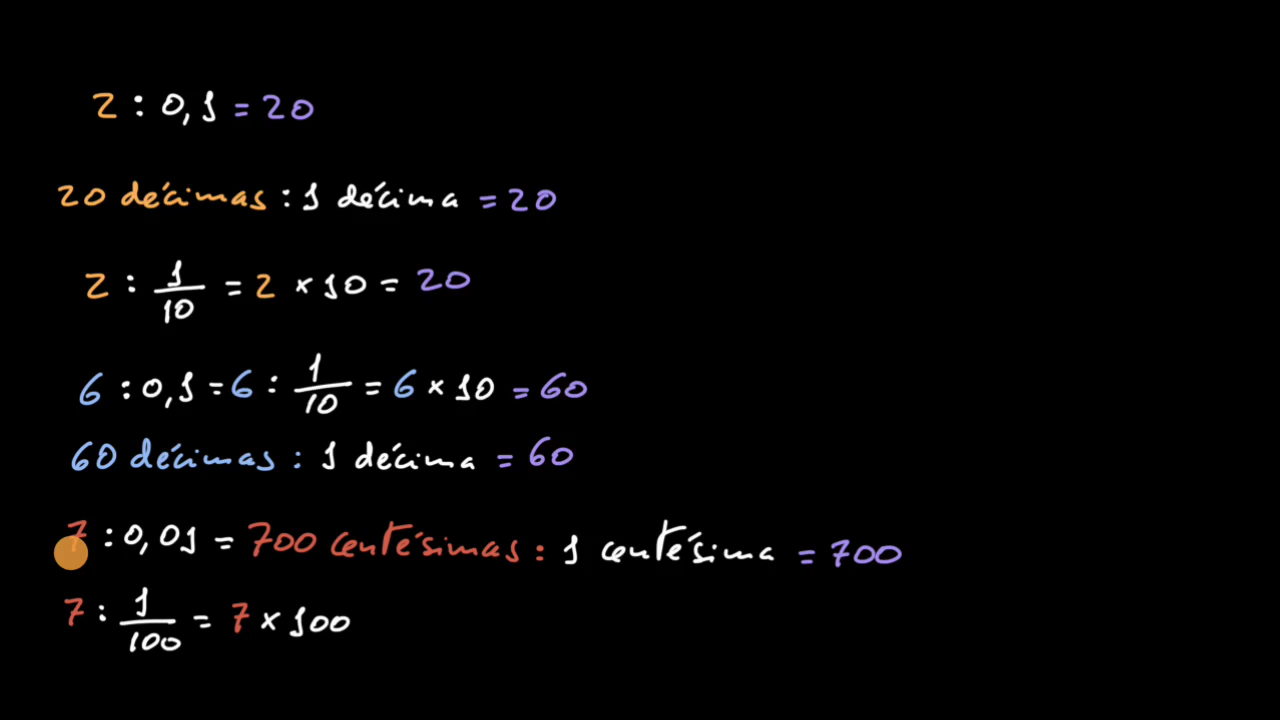 2 : 0,1 = 20
20 décimas : 1 décima = 20
2 : 1/10 = 2 × 10 = 20
6 : 0,1 = 6 : 1/10 = 6 × 10 = 60
60 décimas : 1 décima = 60
7 : 0,01 = 700 centésimas : 1 centésima = 700
7 : 1/100 = 7 × 100